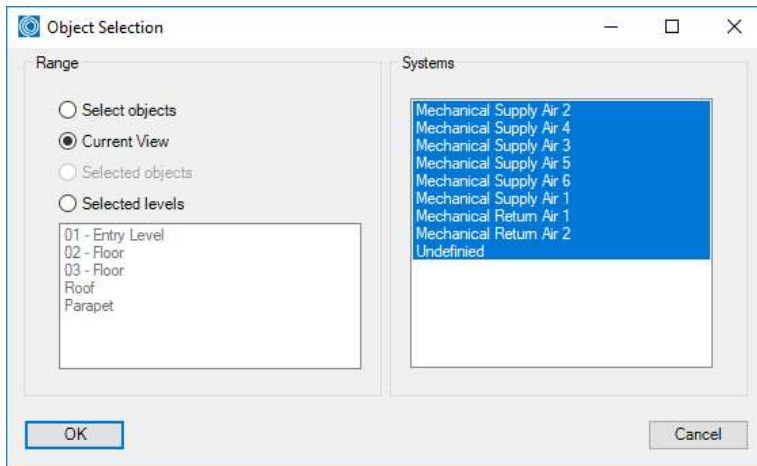 Object Selection
Range
Select objects
Current View
Selected objects
Selected levels
01 - Entry Level
02 - Floor
03 - Floor
Roof
Parapet
Systems
Mechanical Supply Air 2
Mechanical Supply Air 4
Mechanical Supply Air 3
Mechanical Supply Air 5
Mechanical Supply Air 6
Mechanical Supply Air 1
Mechanical Return Air 1
Mechanical Return Air 2
Undefinied
OK
Cancel